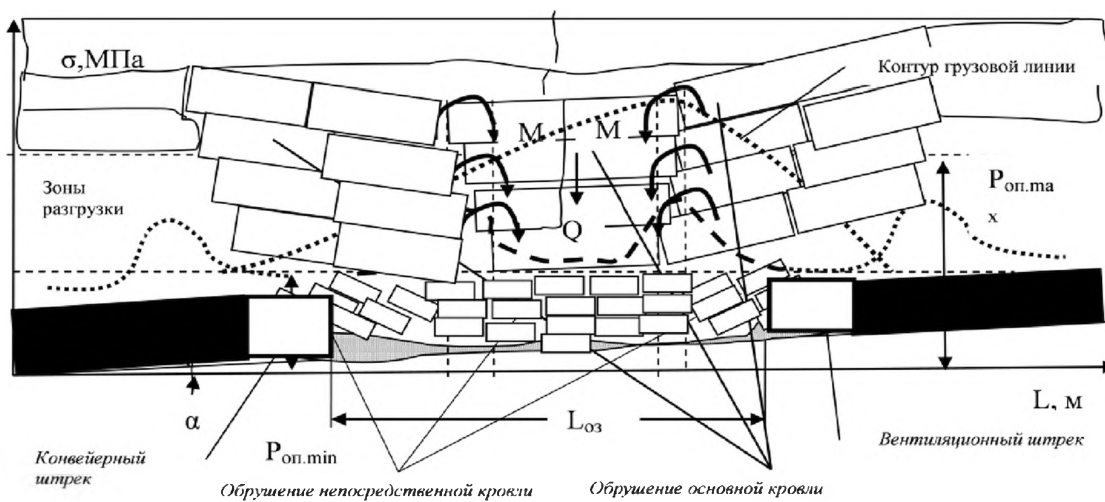 σ,МПа
Контур грузовой линии
М
М
Зоны
разгрузки
Pоп.ma
x
Q
α
Lоз
L, м
Конвейерный
штрек
Pоп.min
Вентиляционный штрек
Обрушение непосредственной кровли
Обрушение основной кровли